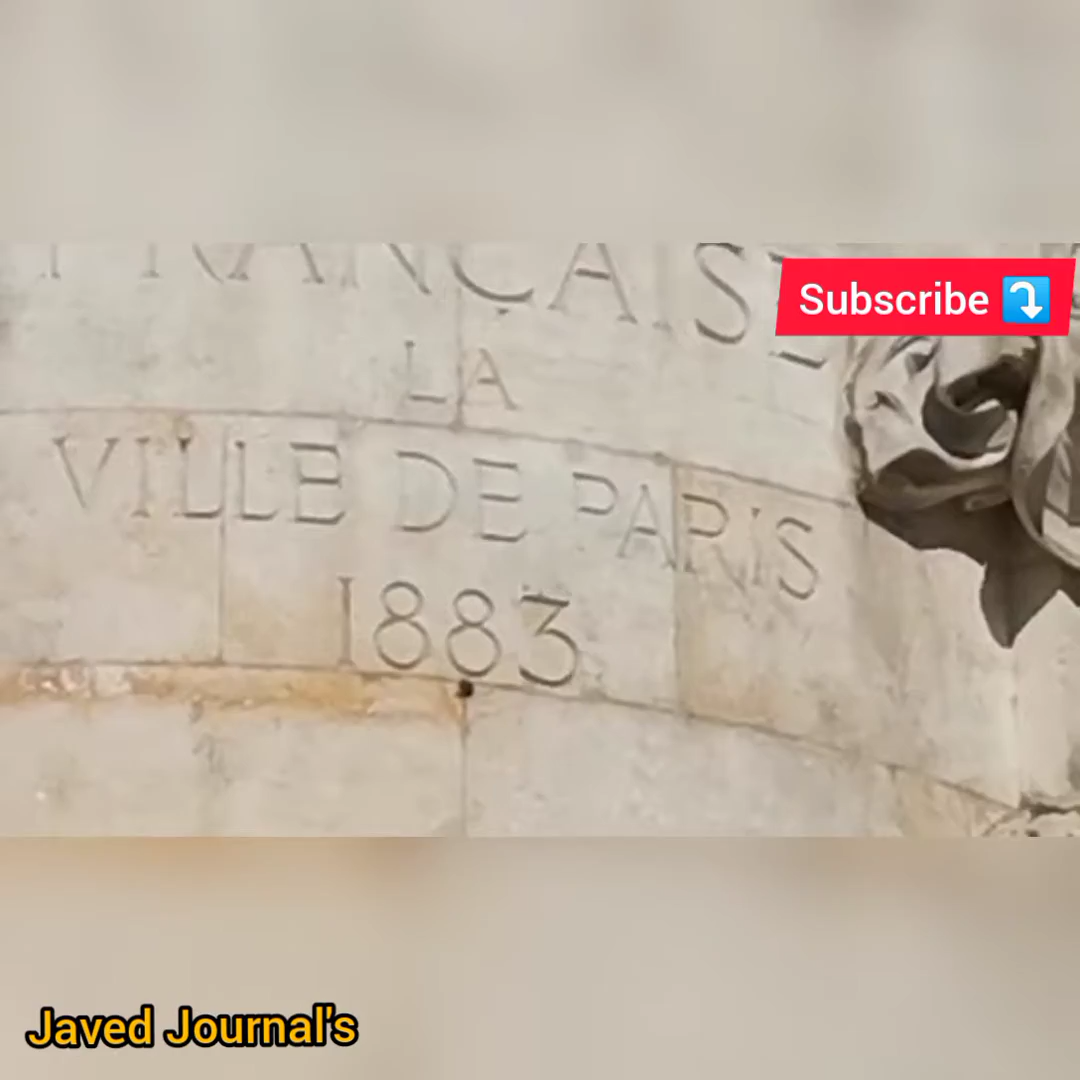 FRANÇAISE
Subscribe
LA
VILLE DE PARIS
1883
Javed Journal's